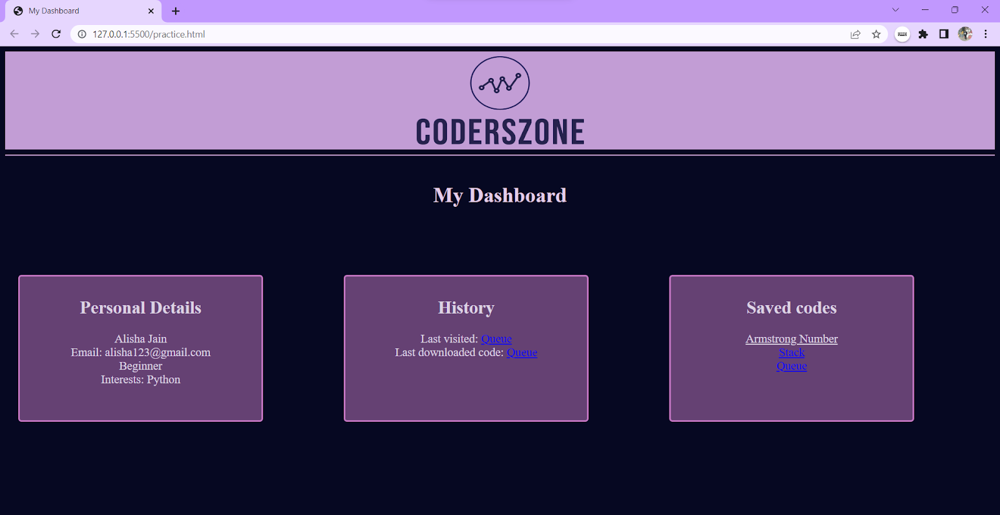 My Dashboard
127.0.0.1:5500/practice.html
CODERSZONE
My Dashboard
Personal Details
Alisha Jain
Email: alisha123@gmail.com
Beginner
Interests: Python
History
Last visited: Queue
Last downloaded code: Queue
Saved codes
Armstrong Number
Stack
Queue